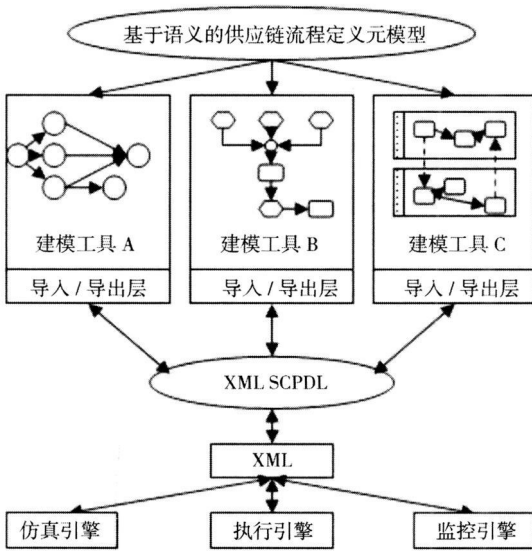 基于语义的供应链流程定义元模型
建模工具 A
建模工具 B
建模工具 C
导入 / 导出层
导入 / 导出层
导入 / 导出层
XML SCPDL
XML
仿真引擎
执行引擎
监控引擎